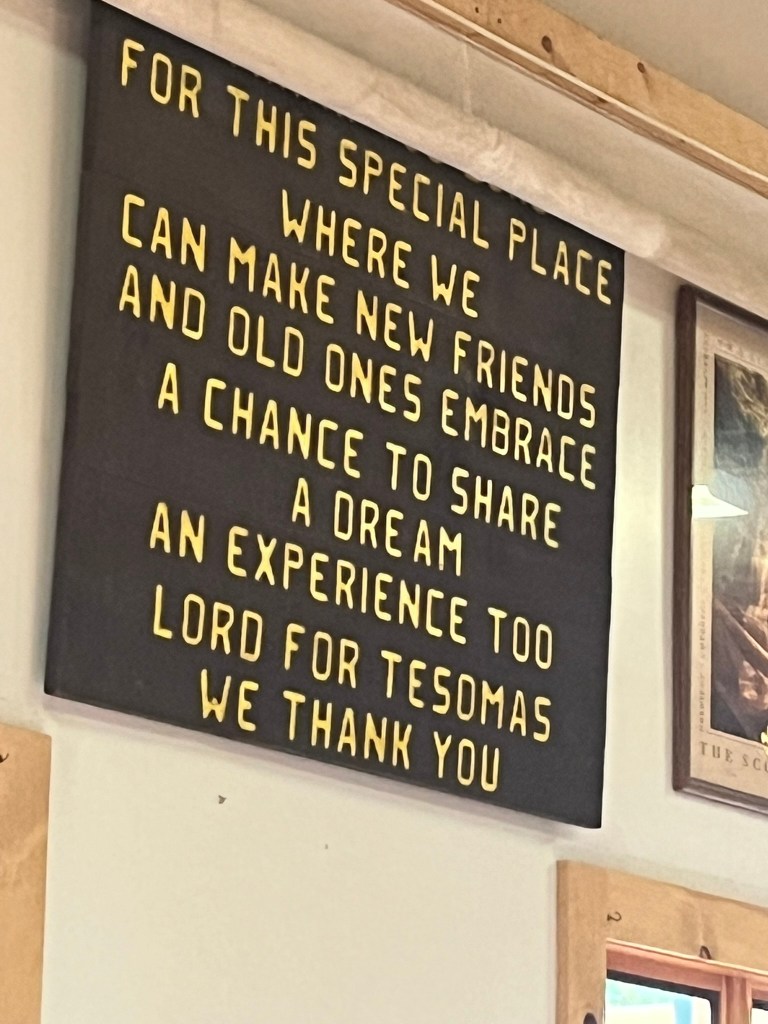 FOR THIS SPECIAL PLACE
WHERE WE
CAN MAKE NEW FRIENDS
AND OLD ONES EMBRACE
A CHANCE TO SHARE
A DREAM
AN EXPERIENCE TOO
LORD FOR TESOMAS
WE THANK YOU
THE